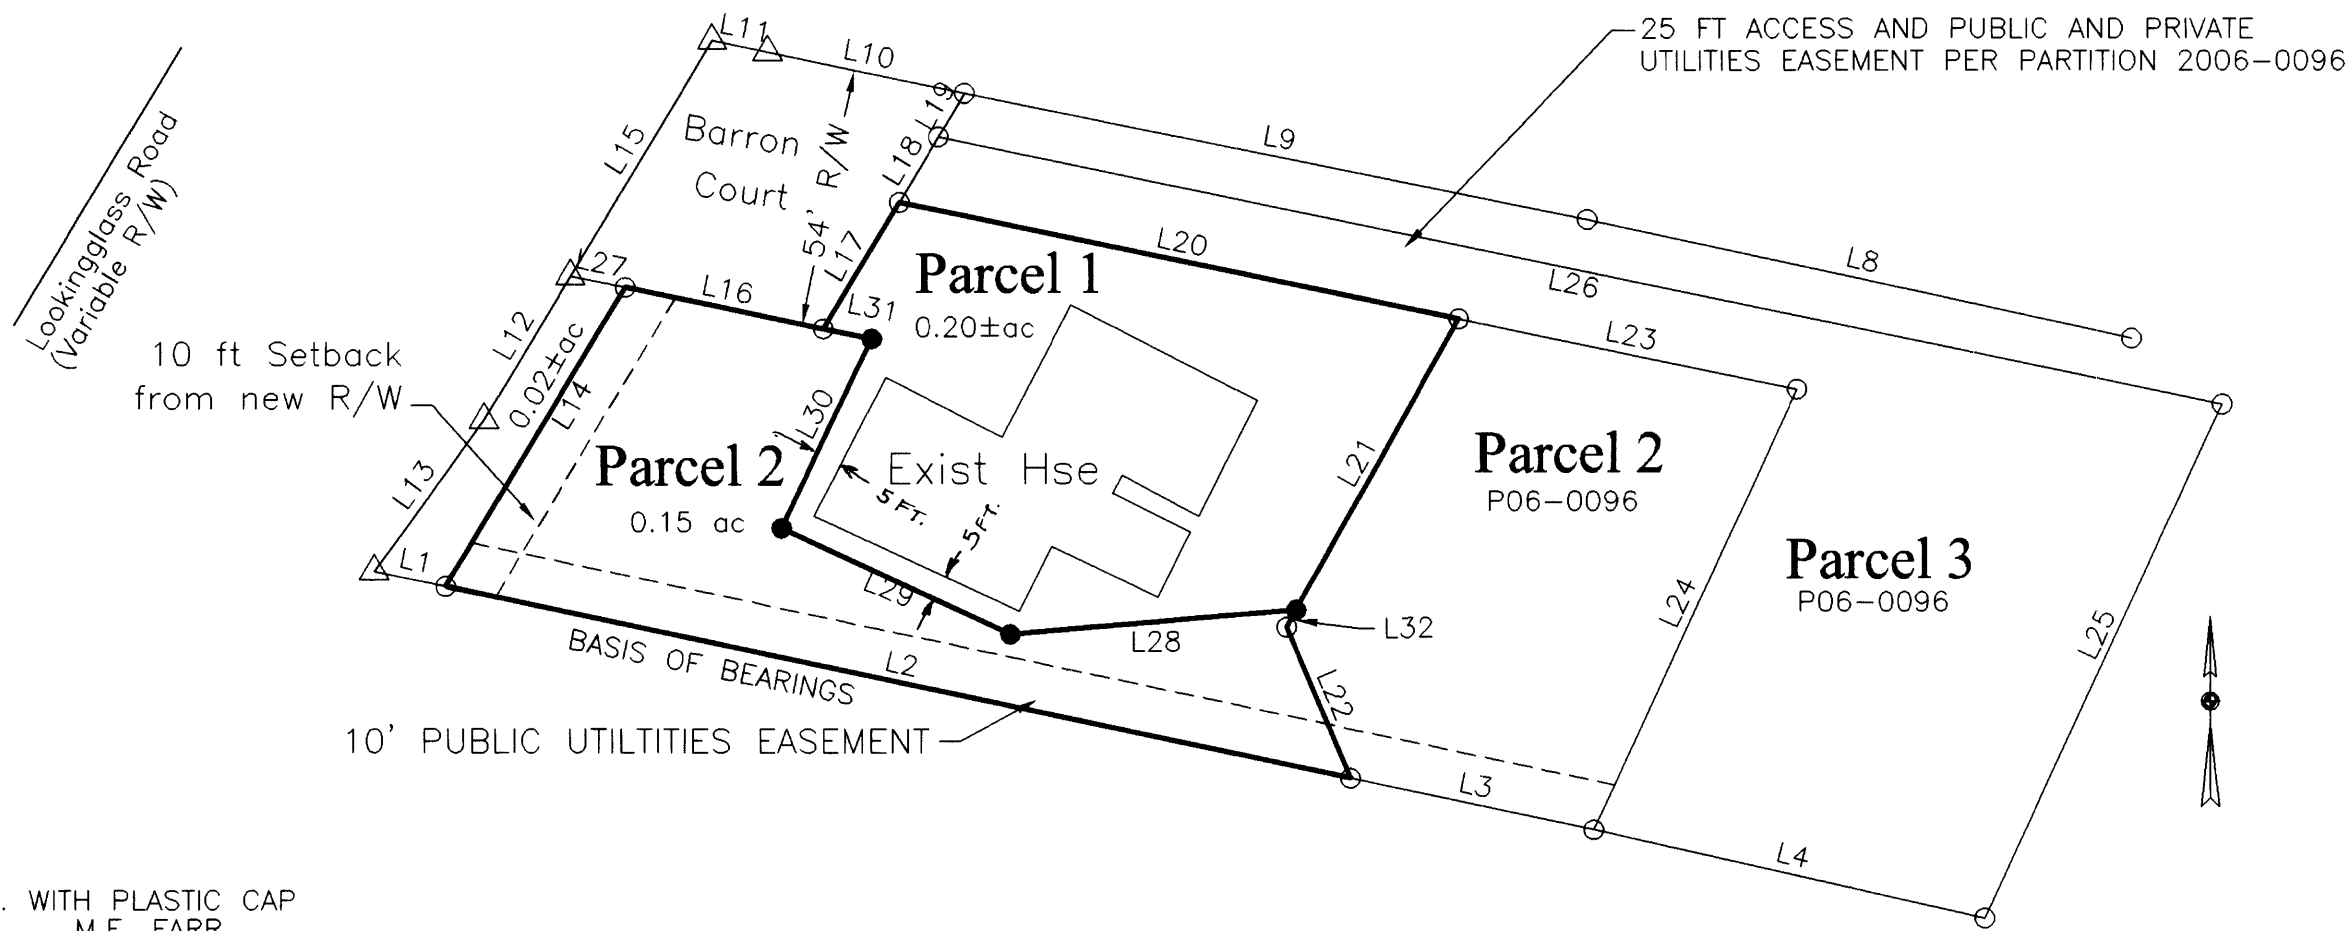 L11
L10
25 FT ACCESS AND PUBLIC AND PRIVATE
UTILITIES EASEMENT PER PARTITION 2006-0096
L19
L9
Barron
Court
54' R/W
L15
L18
Lookingglass Road
(Variable R/W)
L8
L26
L20
L17
L27
L16
L31
Parcel 1
0.20±ac
L23
L12
10 ft Setback
from new R/W
0.02±ac
L14
L30
Parcel 2
0.15 ac
Exist Hse
5 FT.
5 FT.
L21
Parcel 2
P06-0096
L13
L1
L29
L28
L32
L24
Parcel 3
P06-0096
L25
BASIS OF BEARINGS
L2
L22
10' PUBLIC UTILTITIES EASEMENT
L3
L4
. WITH PLASTIC CAP
M.E. FARR